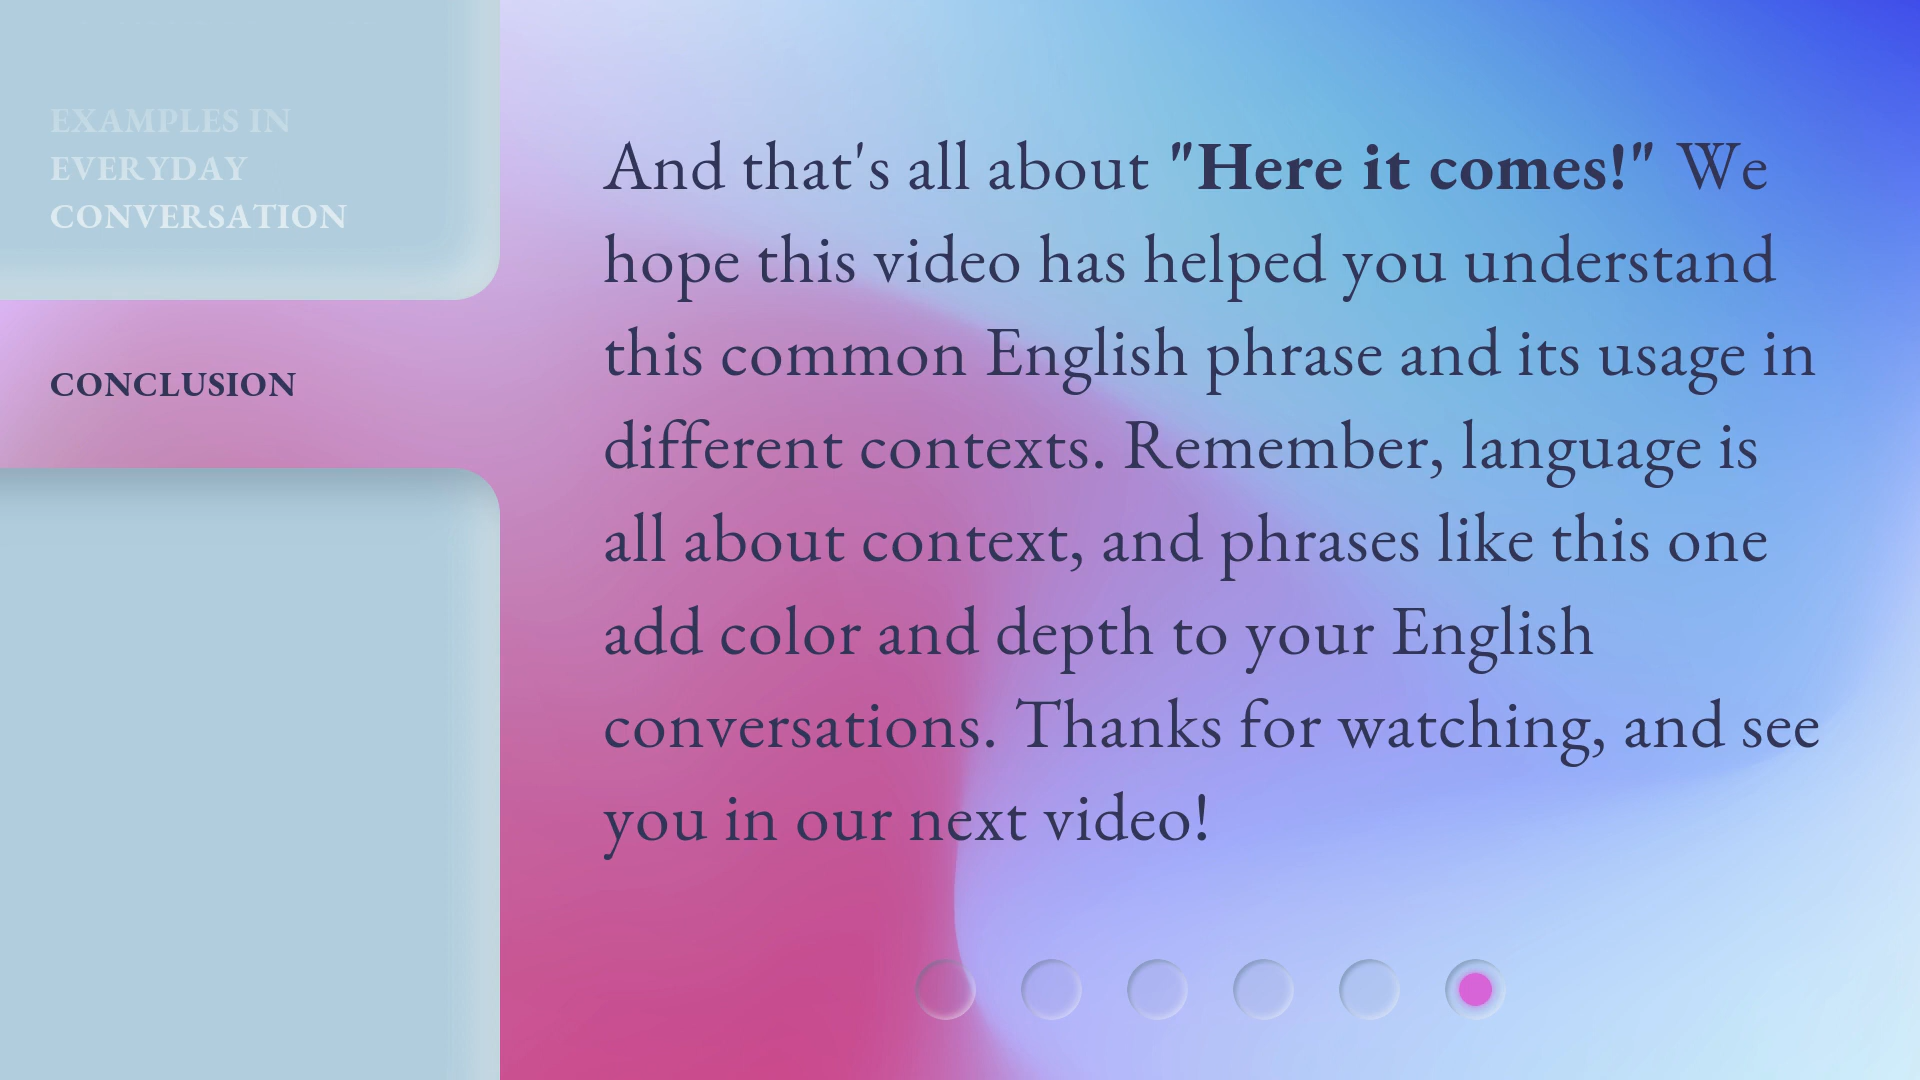 EXAMPLES IN
EVERYDAY
CONVERSATION
CONCLUSION
And that's all about "Here it comes!" We
hope this video has helped you understand
this common English phrase and its usage in
different contexts. Remember, language is
all about context, and phrases like this one
add color and depth to your English
conversations. Thanks for watching, and see
you in our next video!